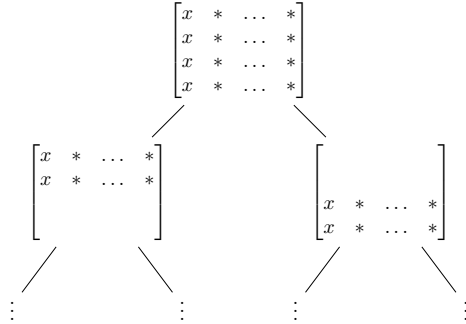 x * … *
x * … *
x * … *
x * … *
x * … *
x * … *
x * … *
x * … *
⋮ ⋮ ⋮ ⋮